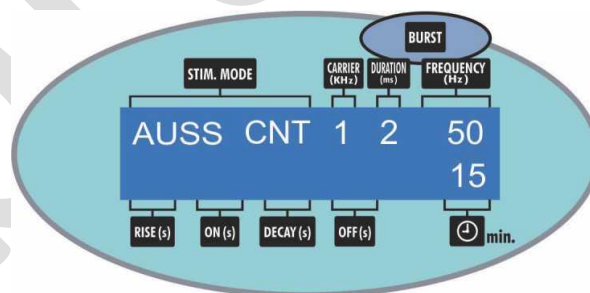 BURST
STIM. MODE CARRIER (KHz) DURATION (ms) FREQUENCY (Hz)
AUSS CNT 1 2 50
15
RISE (s) ON (s) DECAY (s) OFF (s) min.